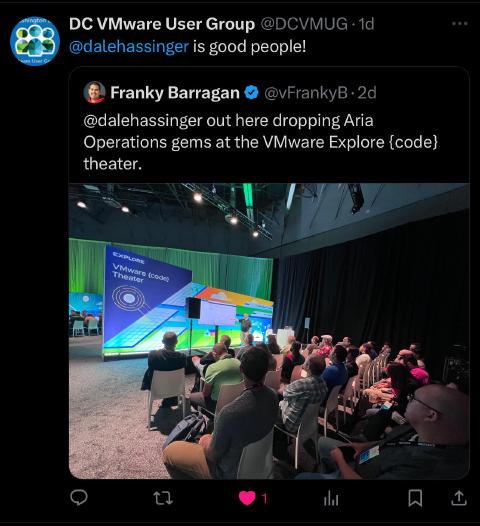 DC VMware User Group @DCVMUG · 1d
@dalehassinger is good people!
Franky Barragan @vFrankyB · 2d
@dalehassinger out here dropping Aria
Operations gems at the VMware Explore {code}
theater.
EXPLORE
VMware {code}
Theater
1